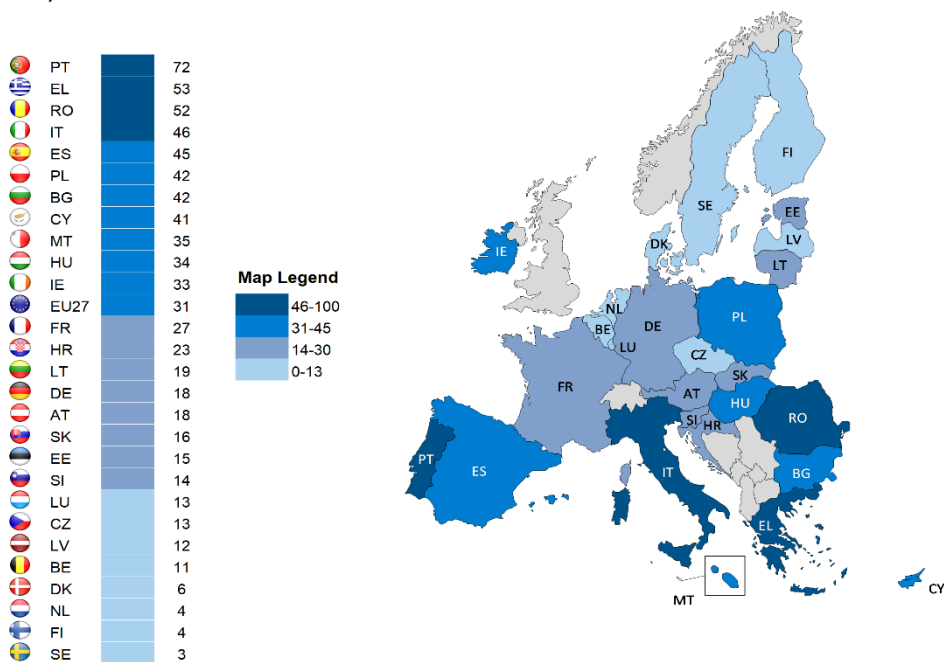 PT 72
EL 53
RO 52
IT 46
ES 45
PL 42
BG 42
CY 41
MT 35
HU 34
IE 33
EU27 31
FR 27
HR 23
LT 19
DE 18
AT 18
SK 16
EE 15
SI 14
LU 13
CZ 13
LV 12
BE 11
DK 6
NL 4
FI 4
SE 3
Map Legend
46-100
31-45
14-30
0-13
FI
SE
EE
LV
LT
DK
IE
NL
BE
DE
PL
LU
CZ
SK
FR
AT
HU
RO
SI
HR
PT
ES
IT
BG
EL
MT
CY